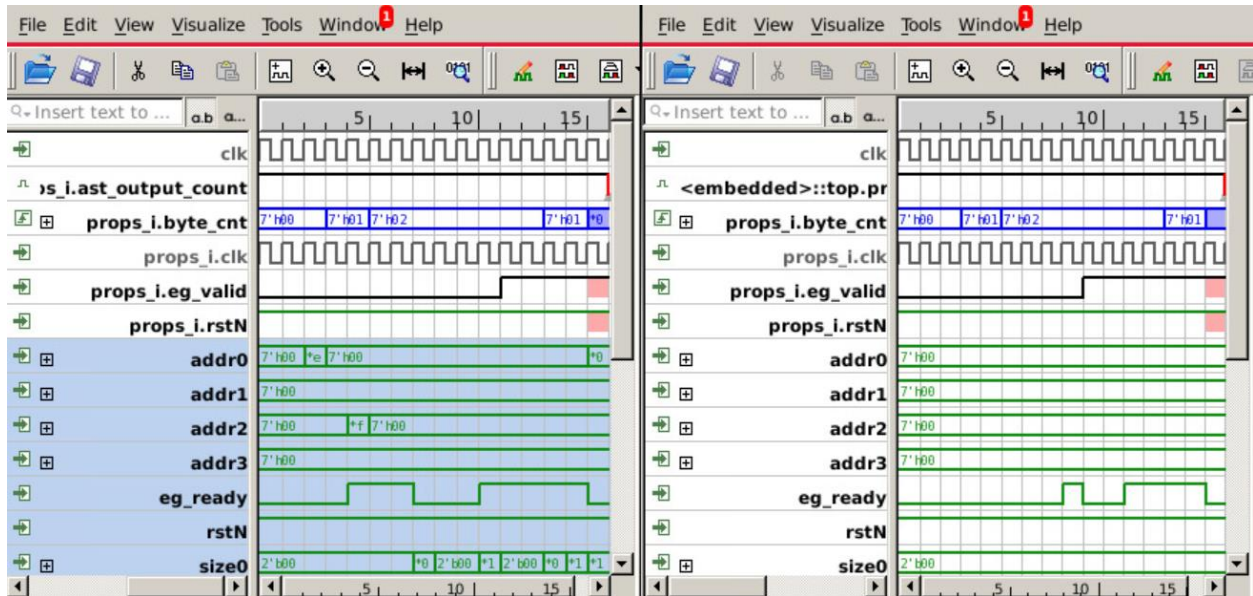 File Edit View Visualize Tools Window 1 Help
File Edit View Visualize Tools Window 1 Help
Insert text to ... a.b a...
5 10 15
Insert text to ... a.b a...
5 10 15
clk
clk
ps_i.ast_output_count
<embedded>::top.pr
props_i.byte_cnt 7'h00 7'h01 7'h02 7'h01 *0
props_i.byte_cnt 7'h00 7'h01 7'h02 7'h01
props_i.clk
props_i.clk
props_i.eg_valid
props_i.eg_valid
props_i.rstN
props_i.rstN
addr0 7'h00 *e 7'h00 *0
addr0 7'h00
addr1 7'h00
addr1 7'h00
addr2 7'h00 *f 7'h00
addr2 7'h00
addr3 7'h00
addr3 7'h00
eg_ready
eg_ready
rstN
rstN
size0 2'b00 *0 2'b00 *1 2'b00 *0 *1 *1
size0 2'b00
5 10 15
5 10 15